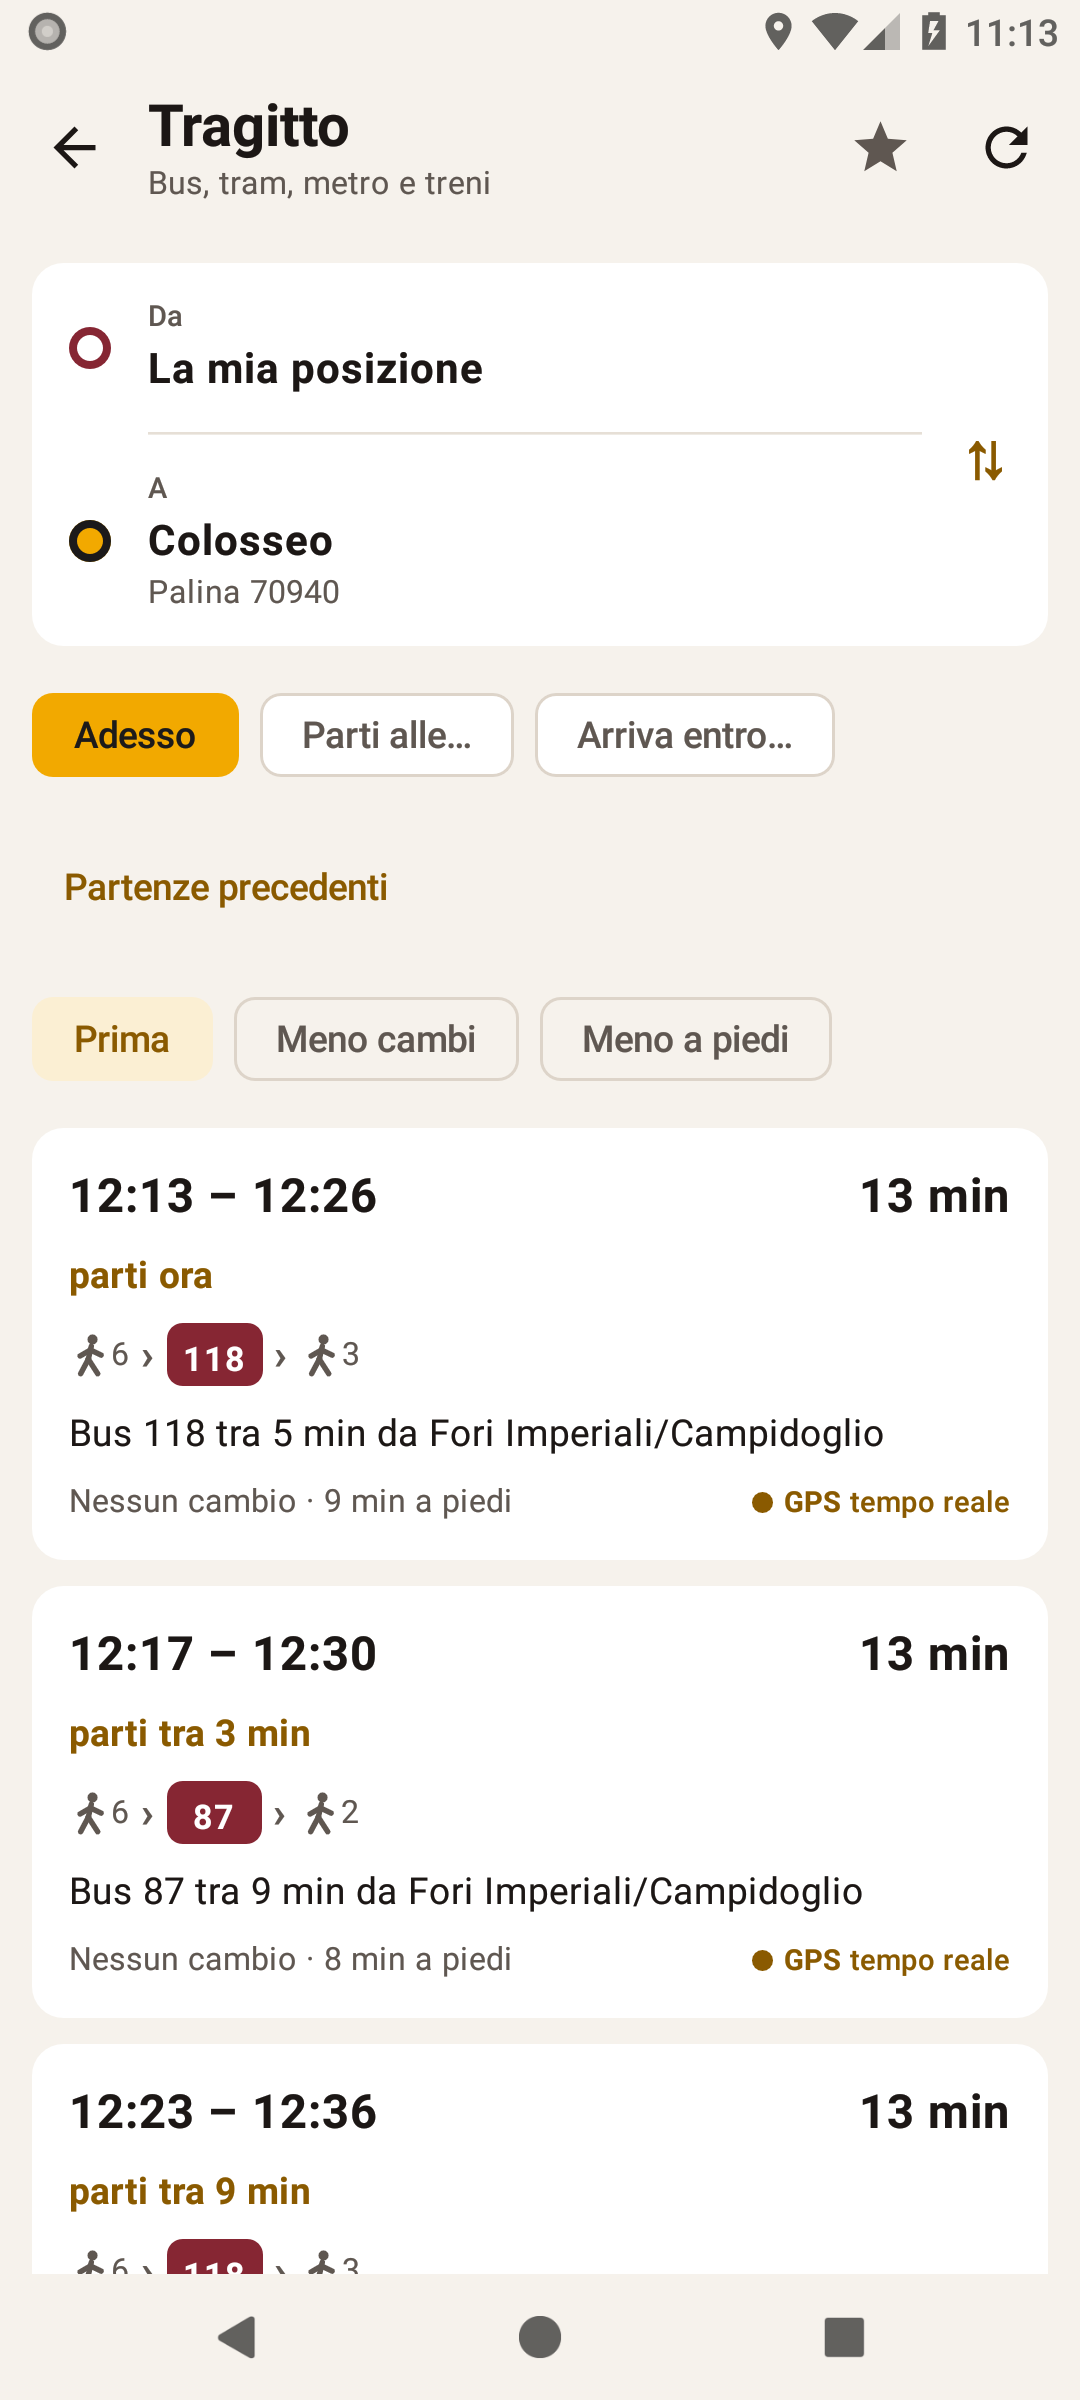 11:13
Tragitto
Bus, tram, metro e treni
Da
La mia posizione
A
Colosseo
Palina 70940
Adesso
Parti alle...
Arriva entro...
Partenze precedenti
Prima
Meno cambi
Meno a piedi
12:13 – 12:26
13 min
parti ora
6 › 118 › 3
Bus 118 tra 5 min da Fori Imperiali/Campidoglio
Nessun cambio · 9 min a piedi
GPS tempo reale
12:17 – 12:30
13 min
parti tra 3 min
6 › 87 › 2
Bus 87 tra 9 min da Fori Imperiali/Campidoglio
Nessun cambio · 8 min a piedi
GPS tempo reale
12:23 – 12:36
13 min
parti tra 9 min
6 › 118 › 3